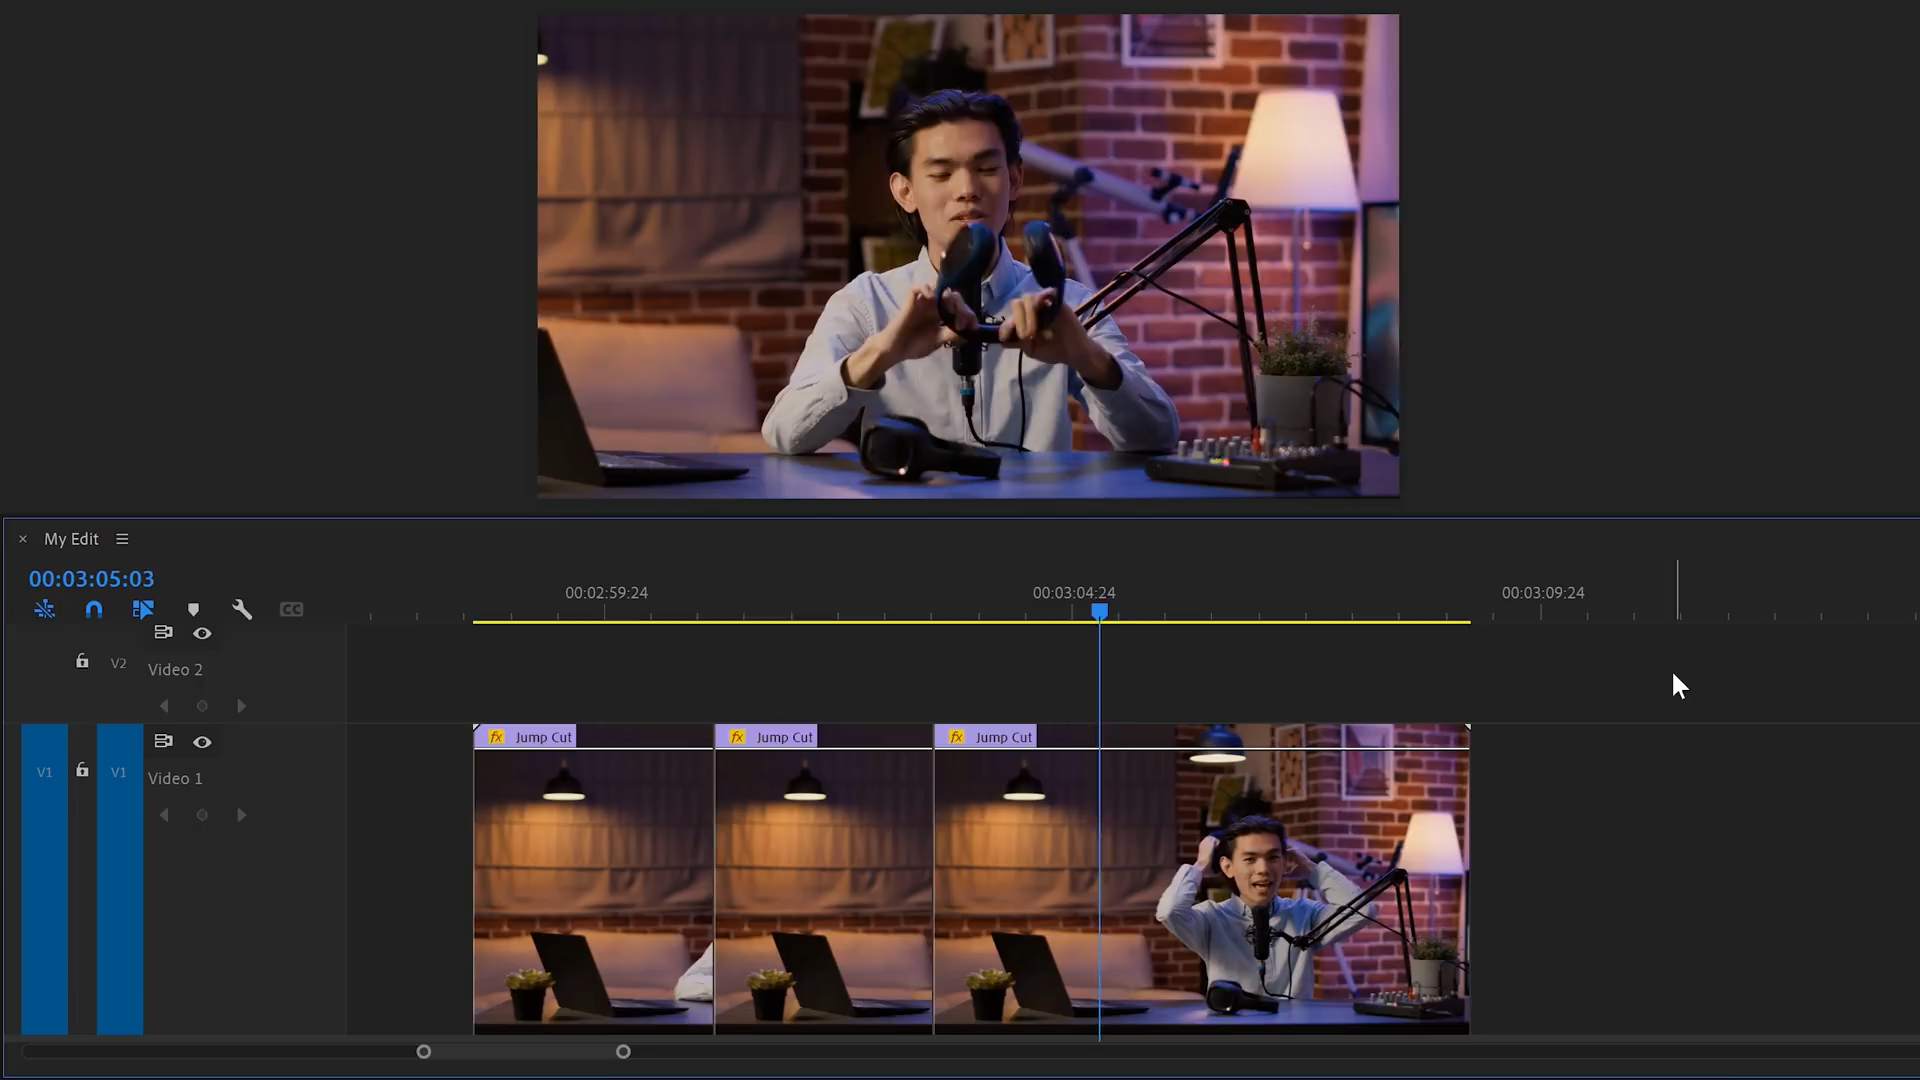 My Edit
00:03:05:03
CC
00:02:59:24
00:03:04:24
00:03:09:24
V2
Video 2
V1
V1
Video 1
fx Jump Cut
fx Jump Cut
fx Jump Cut